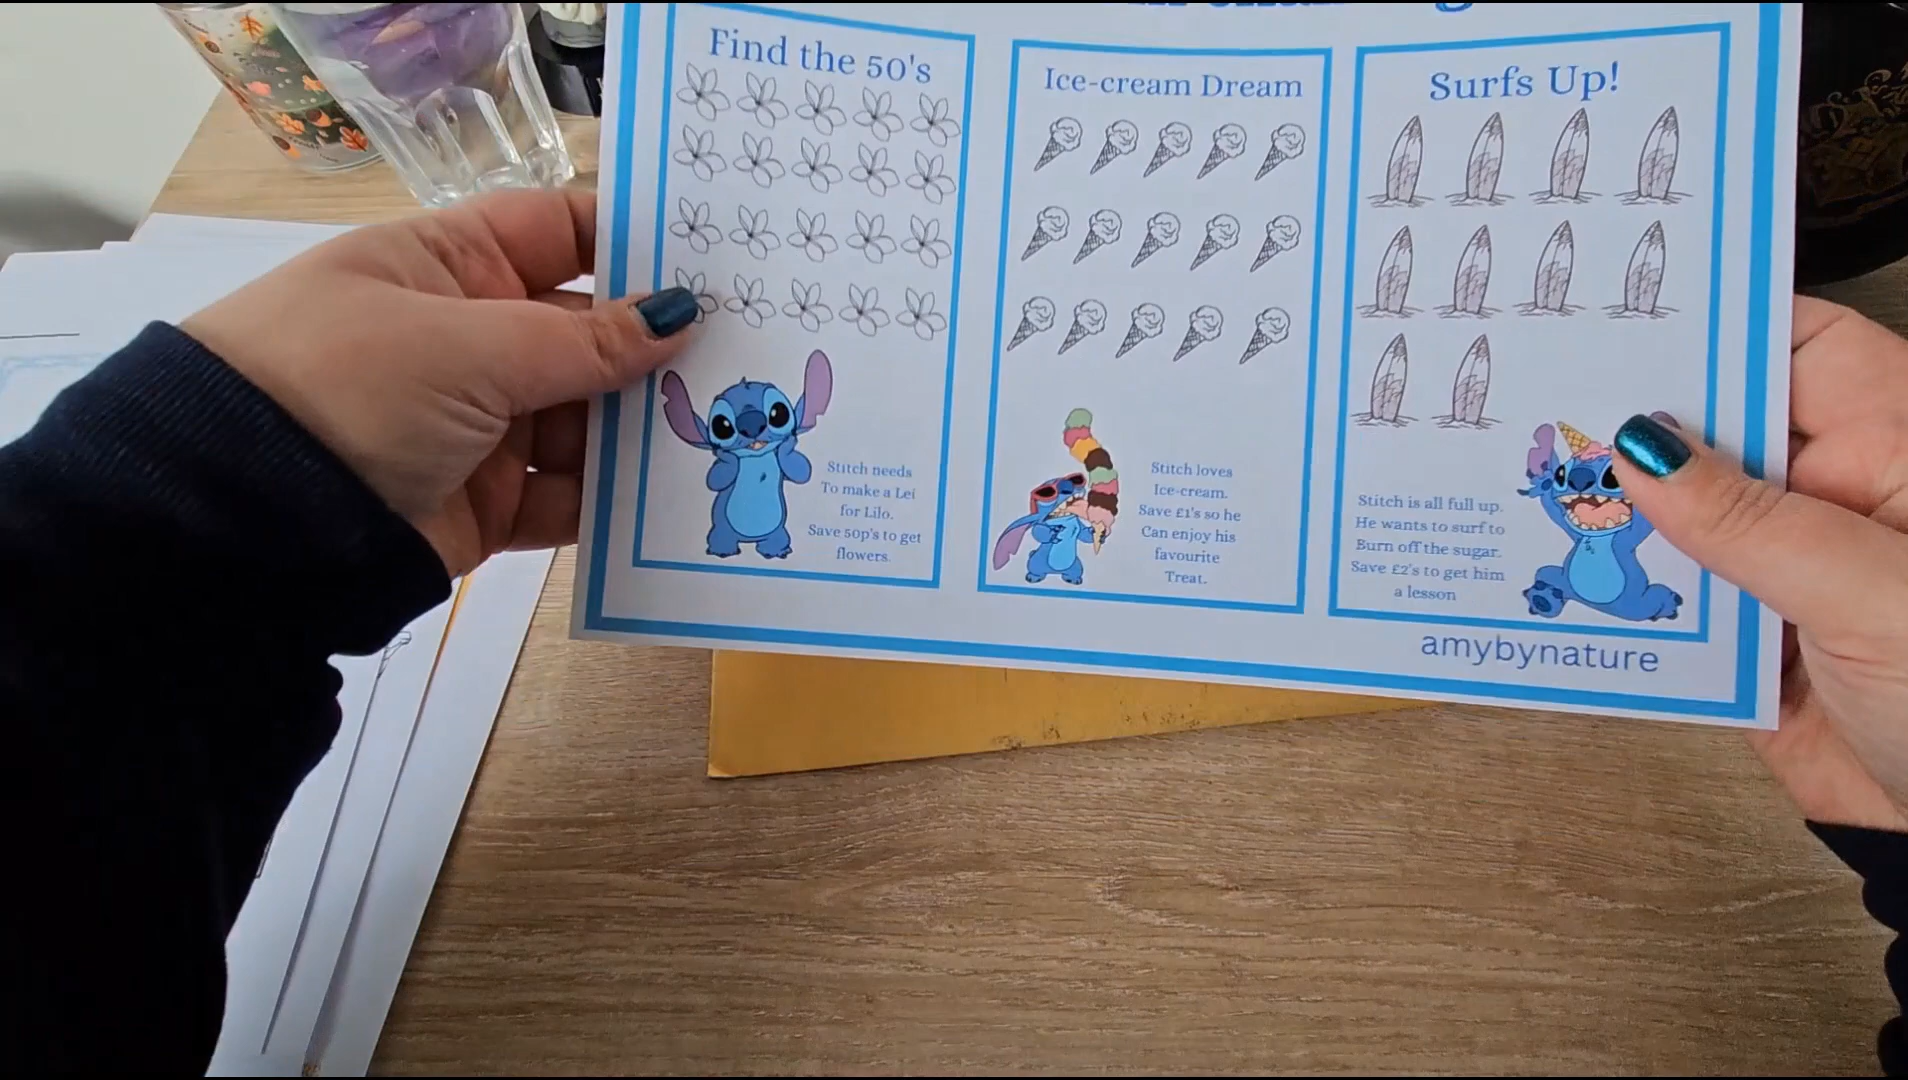 Find the 50's
Stitch needs
To make a Lei
for Lilo.
Save 50p's to get
flowers.
Ice-cream Dream
Stitch loves
Ice-cream.
Save £1's so he
Can enjoy his
favourite
Treat.
Surfs Up!
Stitch is all full up.
He wants to surf to
Burn off the sugar.
Save £2's to get him
a lesson
amybynature